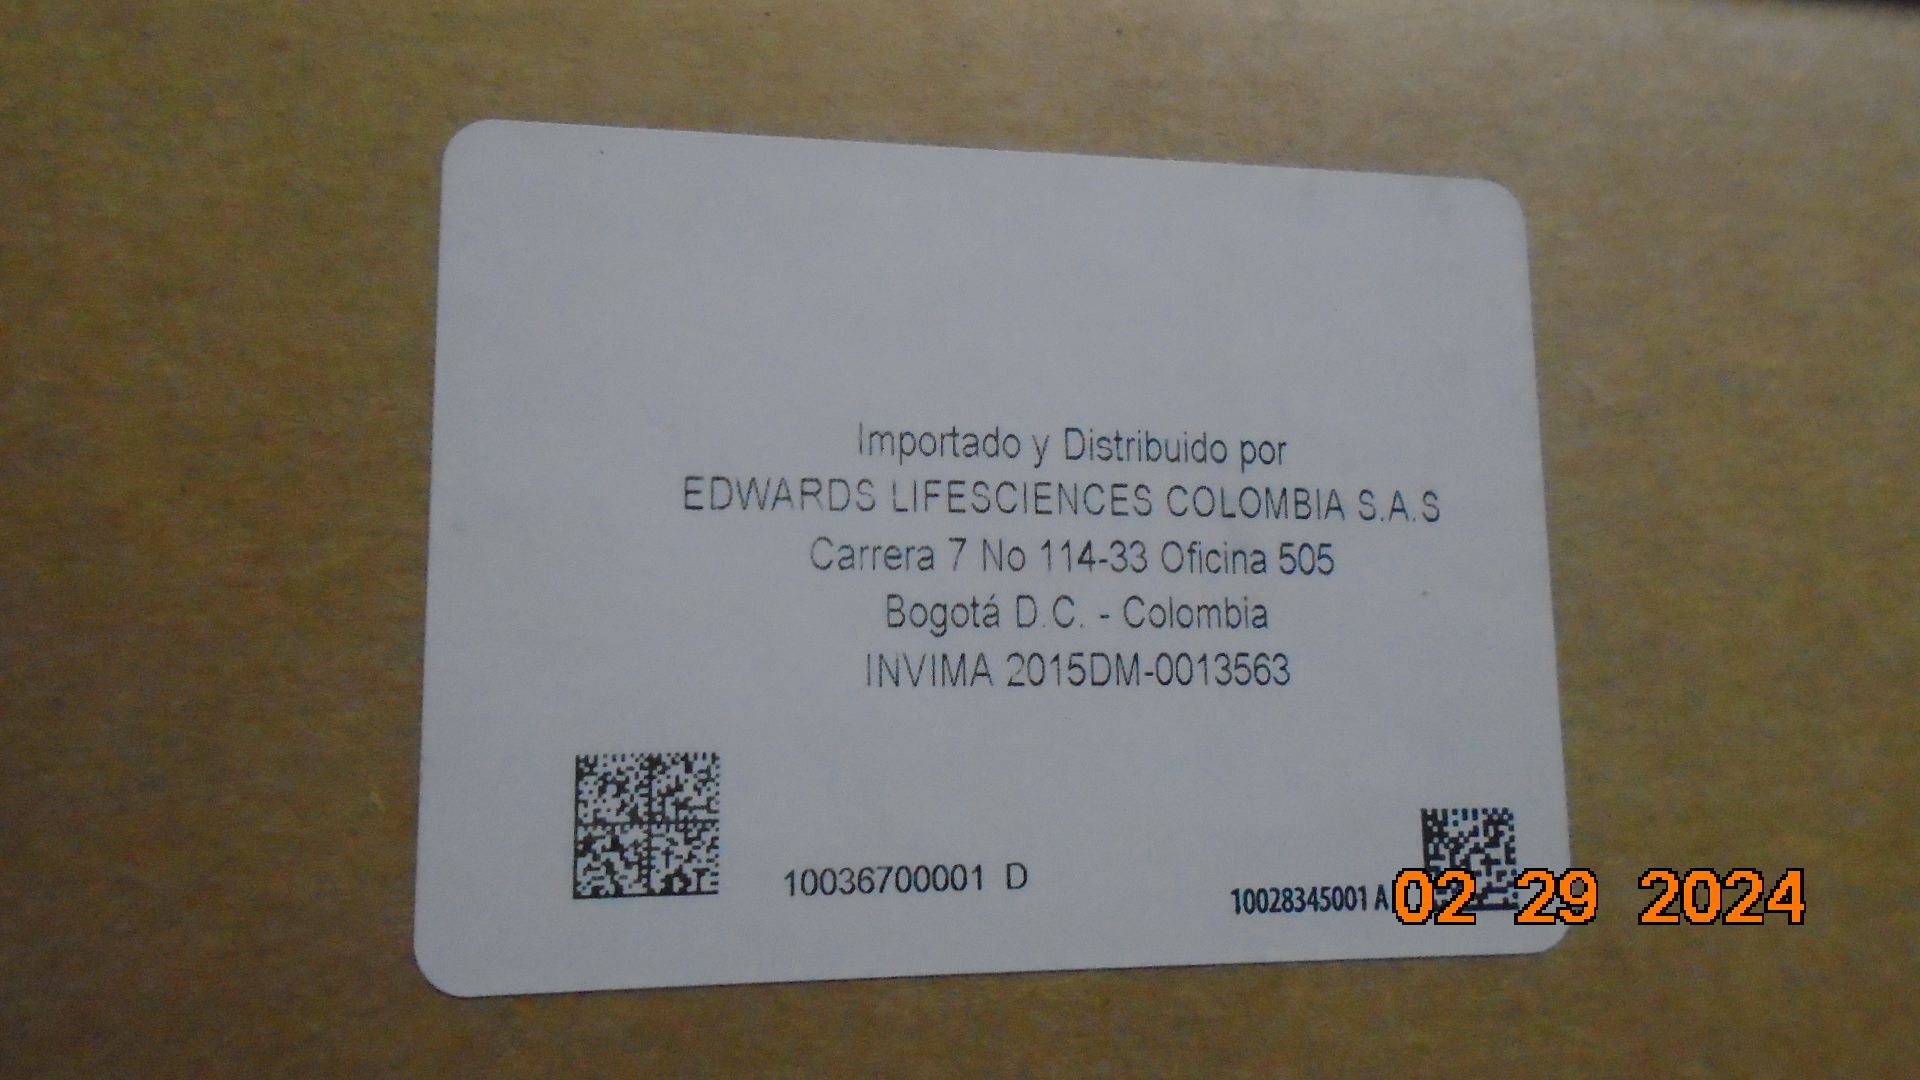 Importado y Distribuido por
EDWARDS LIFESCIENCES COLOMBIA S.A.S
Carrera 7 No 114-33 Oficina 505
Bogotá D.C. - Colombia
INVIMA 2015DM-0013563
10036700001 D
10028345001 A
02 29 2024